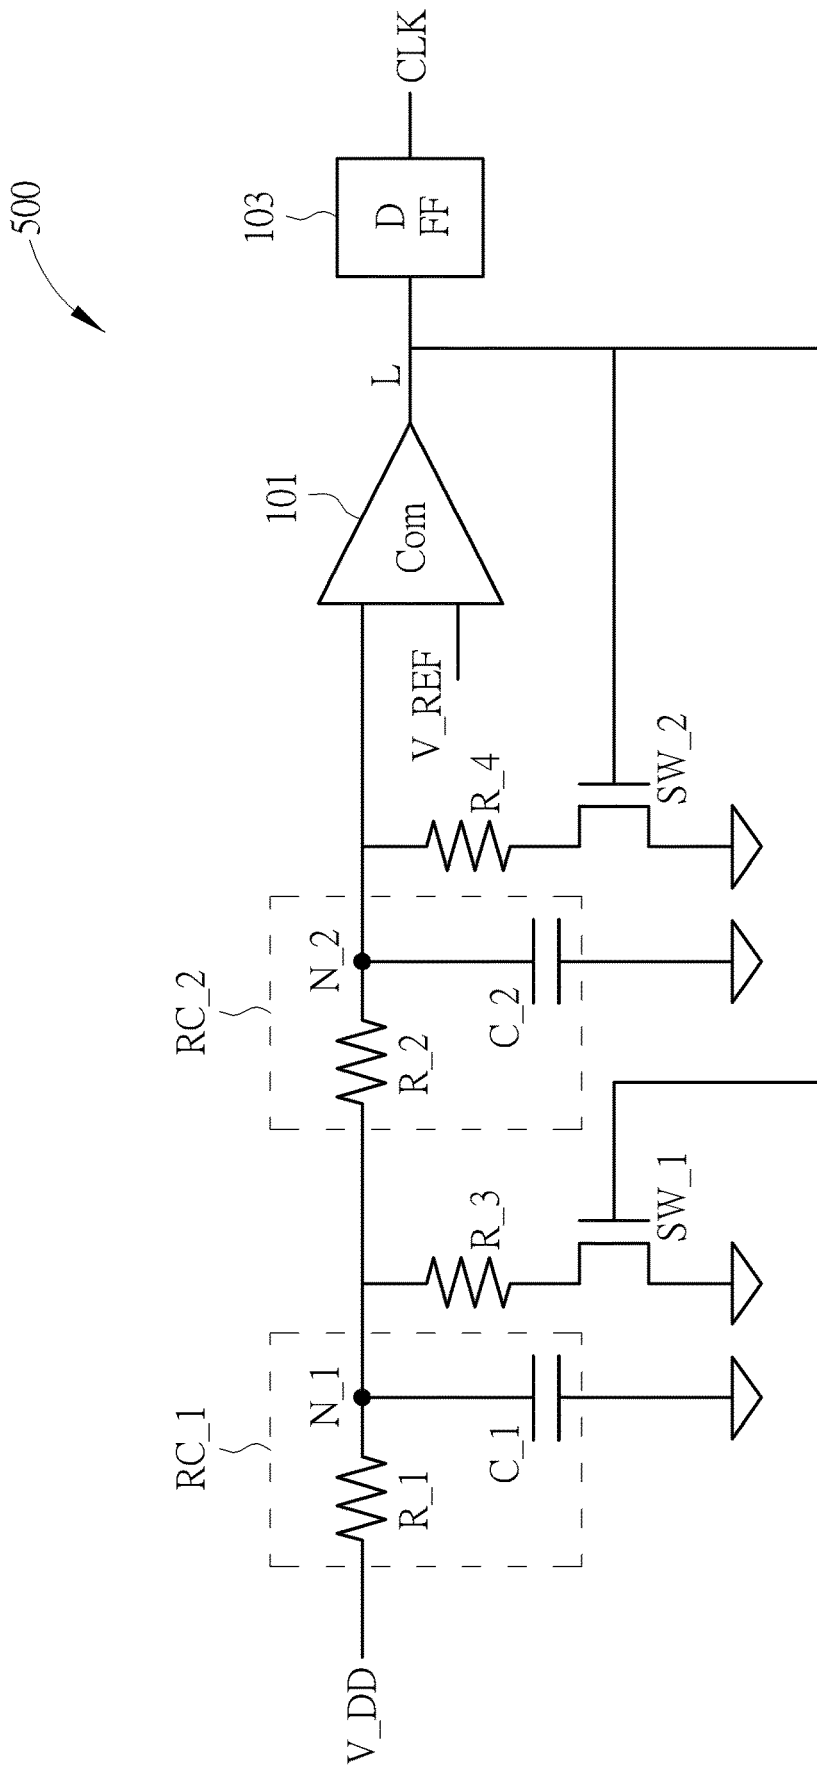 500
RC_1
RC_2
101
103
V_DD
R_1
N_1
C_1
R_3
SW_1
R_2
N_2
C_2
R_4
SW_2
V_REF
Com
L
D
FF
CLK